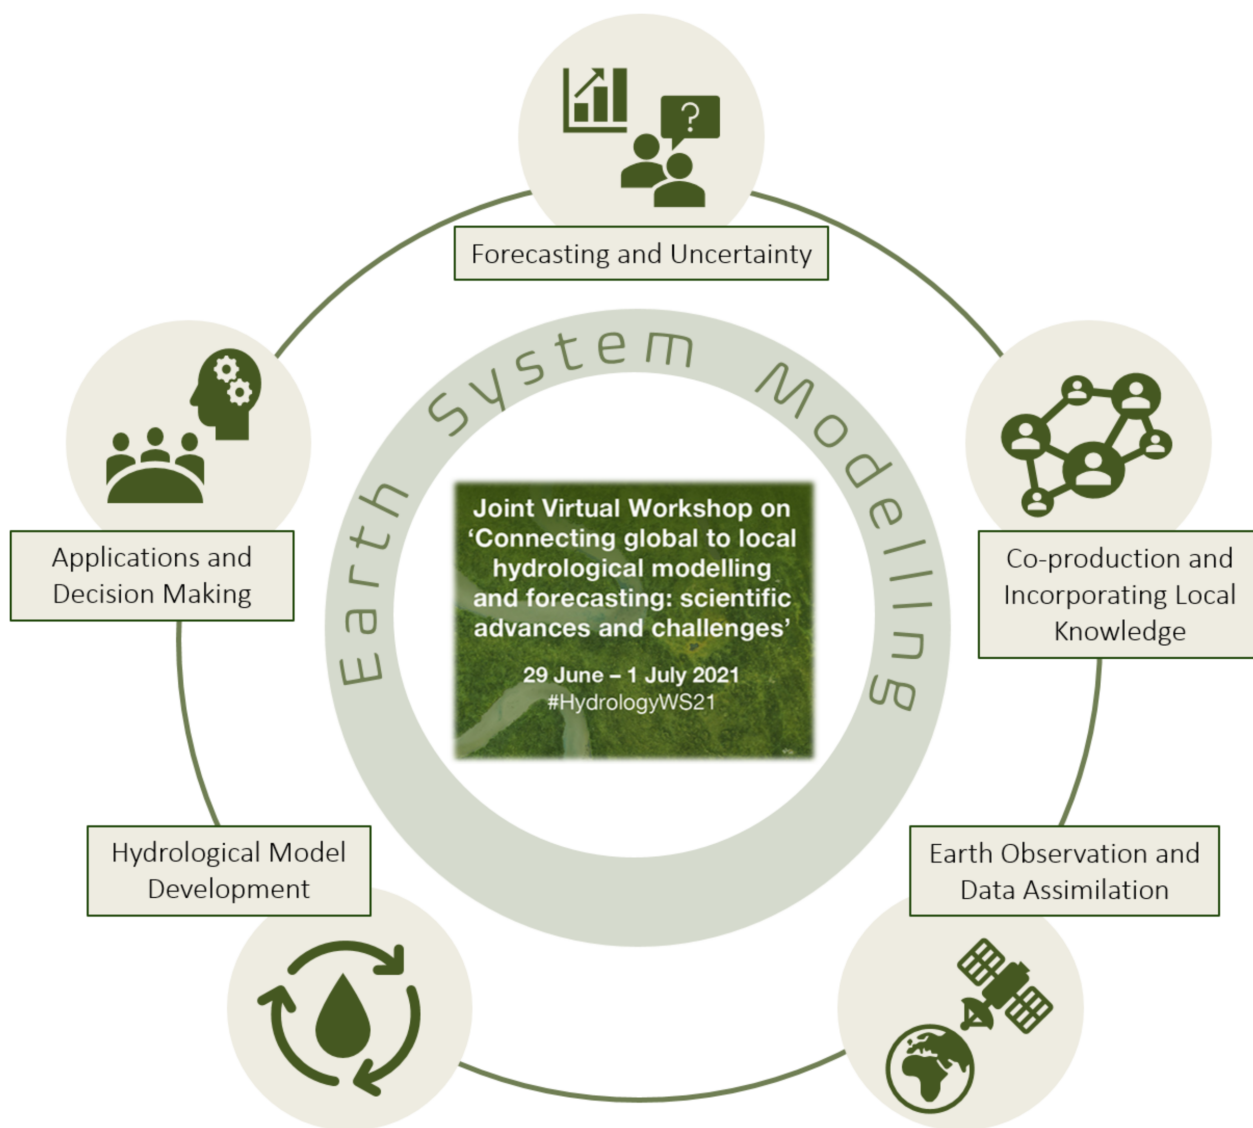 ?
Forecasting and Uncertainty
Earth System Modelling
Applications and
Decision Making
Joint Virtual Workshop on
‘Connecting global to local
hydrological modelling
and forecasting: scientific
advances and challenges’
29 June – 1 July 2021
#HydrologyWS21
Co-production and
Incorporating Local
Knowledge
Hydrological Model
Development
Earth Observation and
Data Assimilation